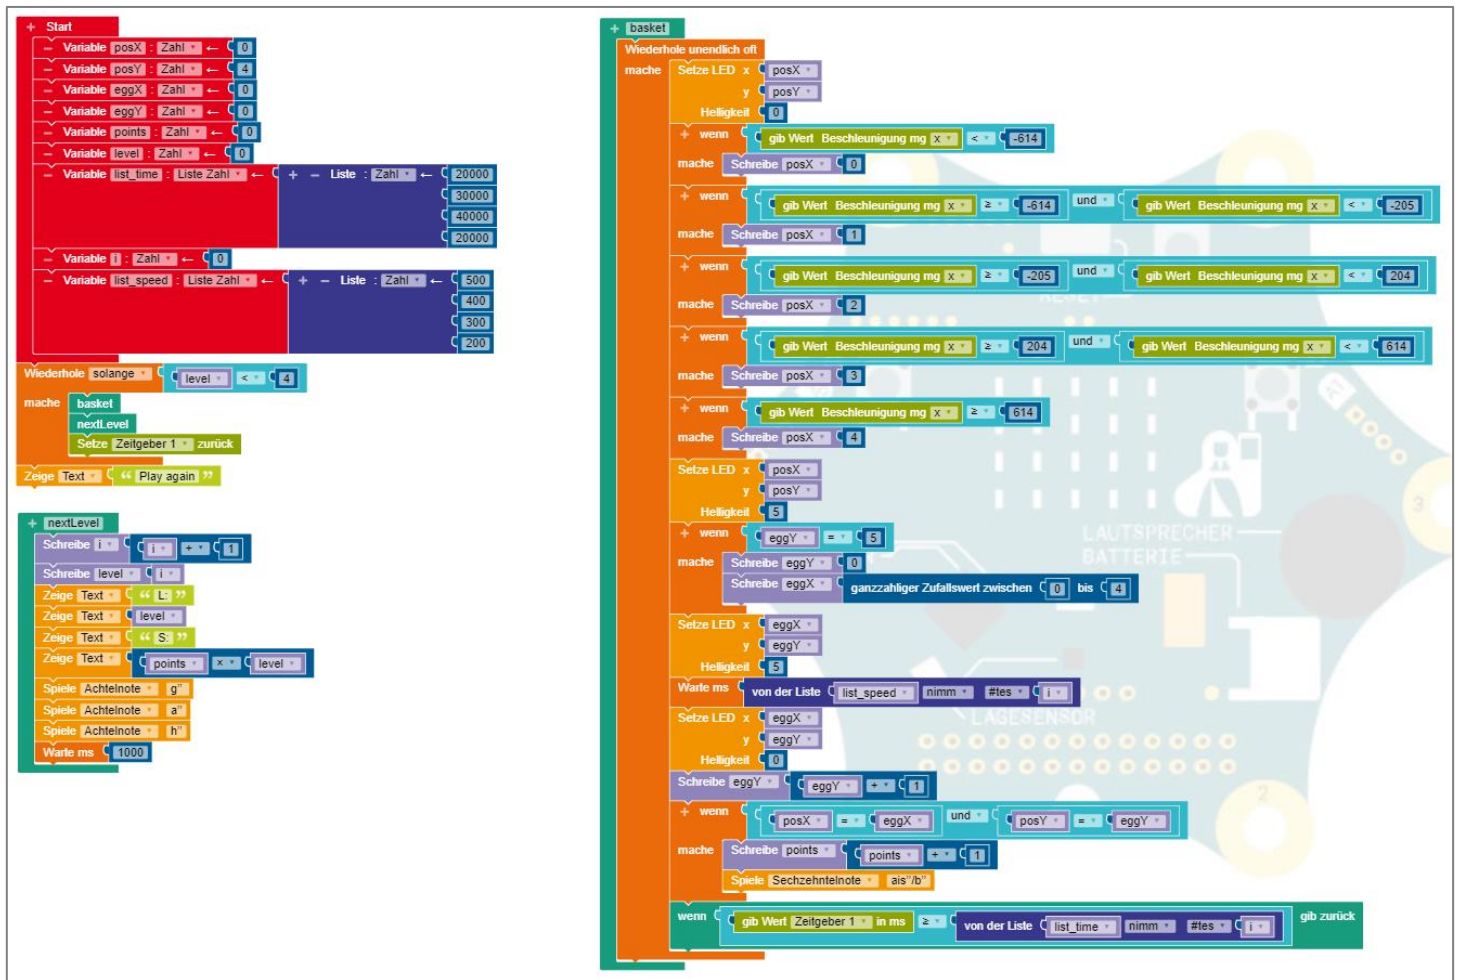 + Start
− Variable posX : Zahl ← 0
− Variable posY : Zahl ← 4
− Variable eggX : Zahl ← 0
− Variable eggY : Zahl ← 0
− Variable points : Zahl ← 0
− Variable level : Zahl ← 0
− Variable list_time : Liste Zahl ← + − Liste : Zahl ← 20000
30000
40000
20000
− Variable i : Zahl ← 0
− Variable list_speed : Liste Zahl ← + − Liste : Zahl ← 500
400
300
200
Wiederhole solange level < 4
mache basket
nextLevel
Setze Zeitgeber 1 zurück
Zeige Text “ Play again ”
+ nextLevel
Schreibe i i + 1
Schreibe level i
Zeige Text “ L: ”
Zeige Text level
Zeige Text “ S: ”
Zeige Text points × level
Spiele Achtelnote g"
Spiele Achtelnote a"
Spiele Achtelnote h"
Warte ms 1000
+ basket
Wiederhole unendlich oft
mache Setze LED x posX
y posY
Helligkeit 0
+ wenn gib Wert Beschleunigung mg x < -614
mache Schreibe posX 0
+ wenn gib Wert Beschleunigung mg x ≥ -614 und gib Wert Beschleunigung mg x < -205
mache Schreibe posX 1
+ wenn gib Wert Beschleunigung mg x ≥ -205 und gib Wert Beschleunigung mg x < 204
mache Schreibe posX 2
+ wenn gib Wert Beschleunigung mg x ≥ 204 und gib Wert Beschleunigung mg x < 614
mache Schreibe posX 3
+ wenn gib Wert Beschleunigung mg x ≥ 614
mache Schreibe posX 4
Setze LED x posX
y posY
Helligkeit 5
+ wenn eggY = 5
mache Schreibe eggY 0
Schreibe eggX ganzzahliger Zufallswert zwischen 0 bis 4
Setze LED x eggX
y eggY
Helligkeit 5
Warte ms von der Liste list_speed nimm #tes i
Setze LED x eggX
y eggY
Helligkeit 0
Schreibe eggY eggY + 1
+ wenn posX = eggX und posY = eggY
mache Schreibe points points + 1
Spiele Sechzehntelnote ais"/b"
wenn gib Wert Zeitgeber 1 in ms ≥ von der Liste list_time nimm #tes i gib zurück
RESET
LAUTSPRECHER
BATTERIE
LAGESENSOR
3
2